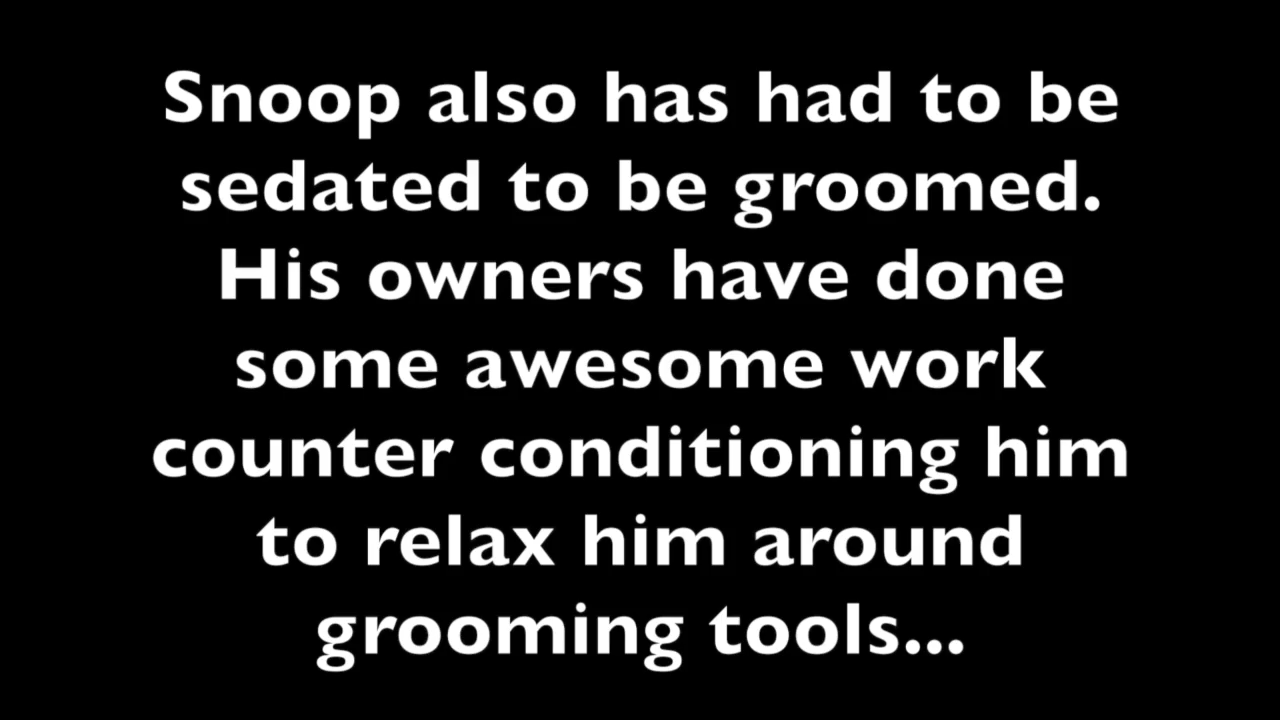 Snoop also has had to be
sedated to be groomed.
His owners have done
some awesome work
counter conditioning him
to relax him around
grooming tools...